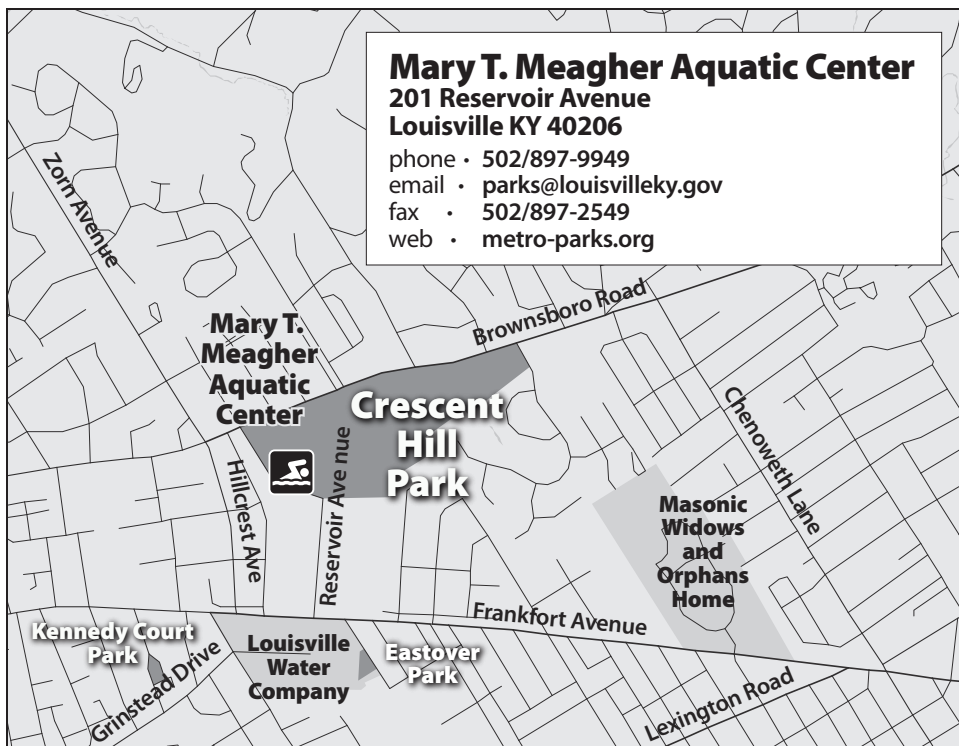 Mary T. Meagher Aquatic Center
201 Reservoir Avenue
Louisville KY 40206
phone • 502/897-9949
email • parks@louisvilleky.gov
fax • 502/897-2549
web • metro-parks.org
Zorn Avenue
Brownsboro Road
Mary T.
Meagher
Aquatic
Center
Crescent
Hill
Park
Chenoweth Lane
Hillcrest Ave
Reservoir Ave nue
Masonic
Widows
and
Orphans
Home
Frankfort Avenue
Kennedy Court
Park
Grinstead Drive
Louisville
Water
Company
Eastover
Park
Lexington Road